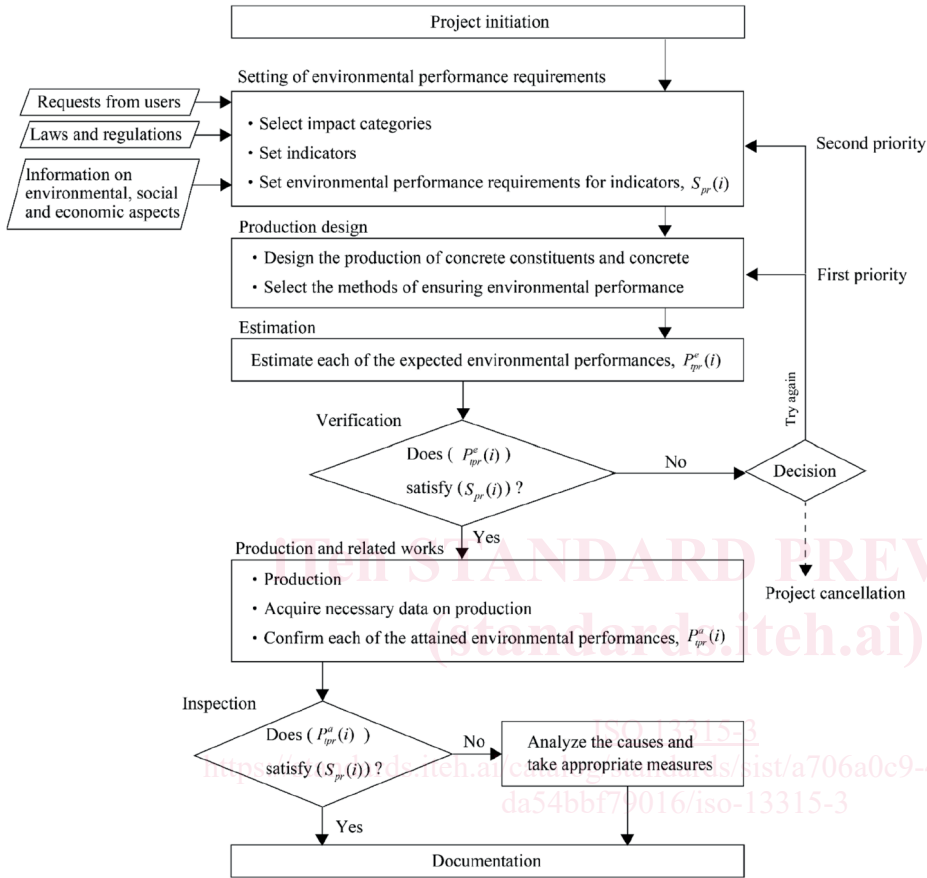 Project initiation
Setting of environmental performance requirements
Requests from users
Laws and regulations
Information on
environmental, social
and economic aspects
• Select impact categories
• Set indicators
• Set environmental performance requirements for indicators, S_pr(i)
Second priority
Production design
• Design the production of concrete constituents and concrete
• Select the methods of ensuring environmental performance
First priority
Estimation
Estimate each of the expected environmental performances, P^e_tpr(i)
Try again
Verification
Does ( P^e_tpr(i) )
satisfy (S_pr(i)) ?
No
Decision
Yes
Project cancellation
Production and related works
• Production
• Acquire necessary data on production
• Confirm each of the attained environmental performances, P^a_tpr(i)
iTeh STANDARD PREV
(standards.iteh.ai)
Inspection
Does ( P^a_tpr(i) )
satisfy (S_pr(i)) ?
No
Analyze the causes and
take appropriate measures
ISO 13315-3
https://standards.iteh.ai/catalog/standards/sist/a706a0c9-
da54bbf79016/iso-13315-3
Yes
Documentation